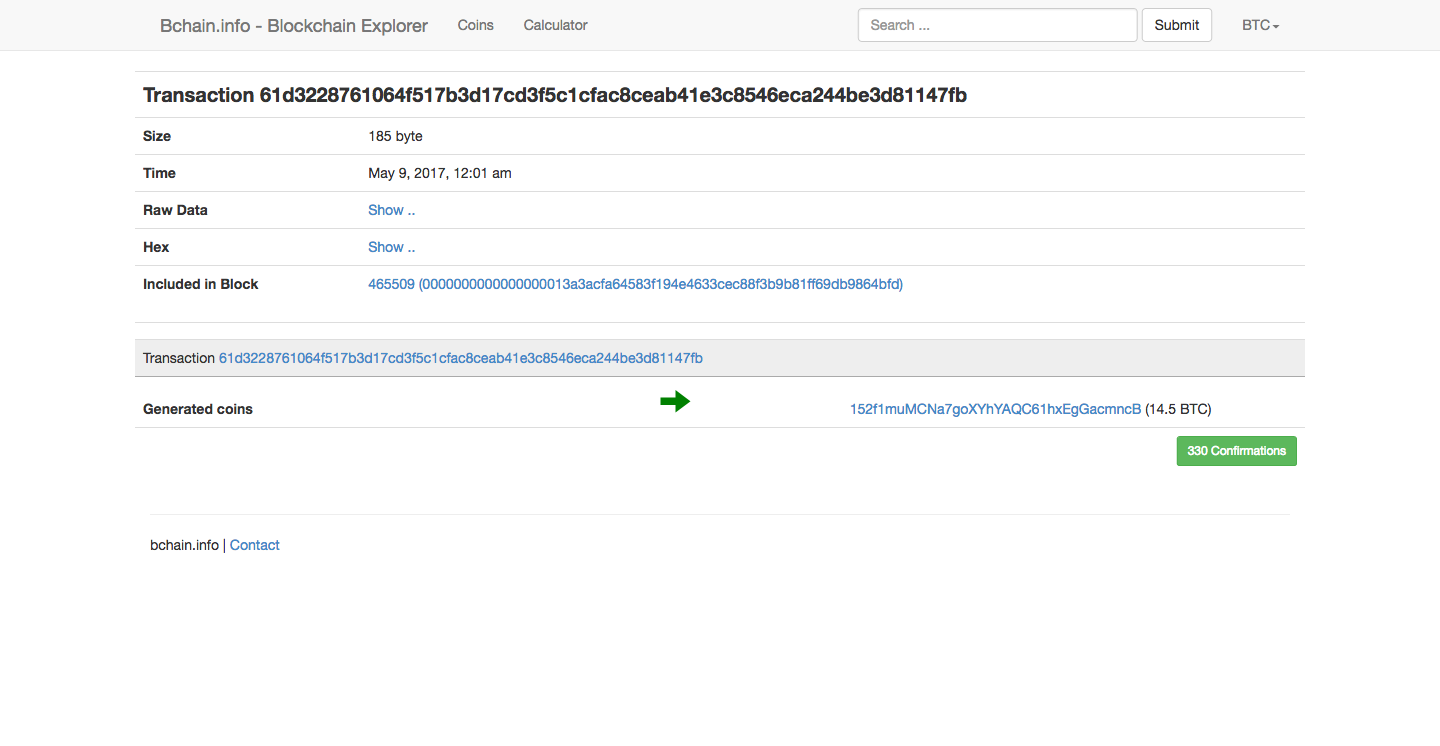 Bchain.info - Blockchain Explorer Coins Calculator Search ... Submit BTC
Transaction 61d3228761064f517b3d17cd3f5c1cfac8ceab41e3c8546eca244be3d81147fb
Size 185 byte
Time May 9, 2017, 12:01 am
Raw Data Show ..
Hex Show ..
Included in Block 465509 (0000000000000000013a3acfa64583f194e4633cec88f3b9b81ff69db9864bfd)
Transaction 61d3228761064f517b3d17cd3f5c1cfac8ceab41e3c8546eca244be3d81147fb
Generated coins 152f1muMCNa7goXYhYAQC61hxEgGacmncB (14.5 BTC)
330 Confirmations
bchain.info | Contact